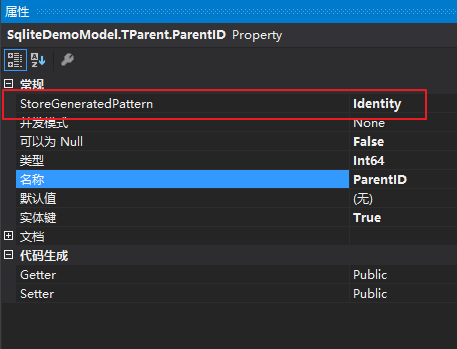 属性
SqliteDemoModel.TParent.ParentID Property
常规
StoreGeneratedPattern Identity
并发模式 None
可以为 Null False
类型 Int64
名称 ParentID
默认值 (无)
实体键 True
文档
代码生成
Getter Public
Setter Public